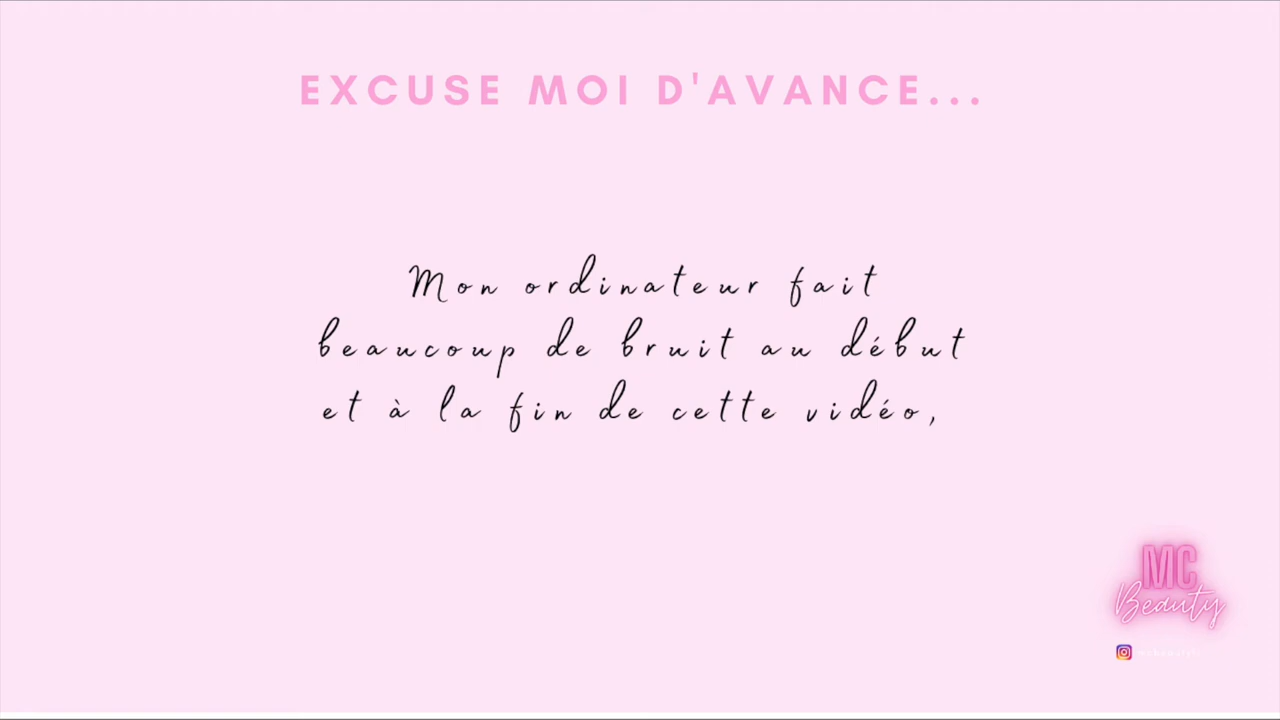 EXCUSE MOI D'AVANCE...
Mon ordinateur fait
beaucoup de bruit au début
et à la fin de cette vidéo,
MC
Beauty